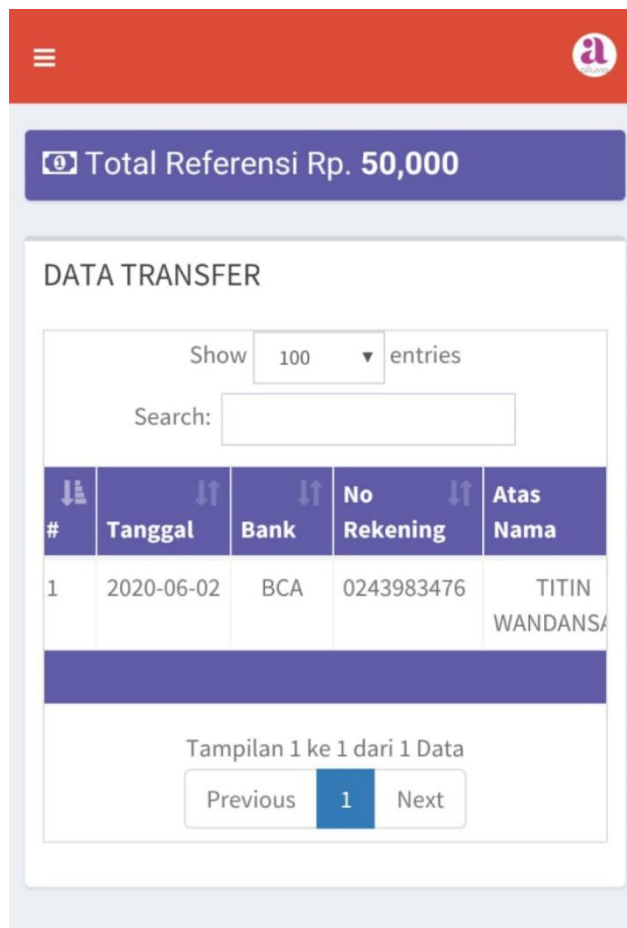 a
Total Referensi Rp. 50,000
DATA TRANSFER
Show 100 entries
Search:
# Tanggal Bank No Rekening Atas Nama
1 2020-06-02 BCA 0243983476 TITIN
Tampilan 1 ke 1 dari 1 Data
Previous 1 Next